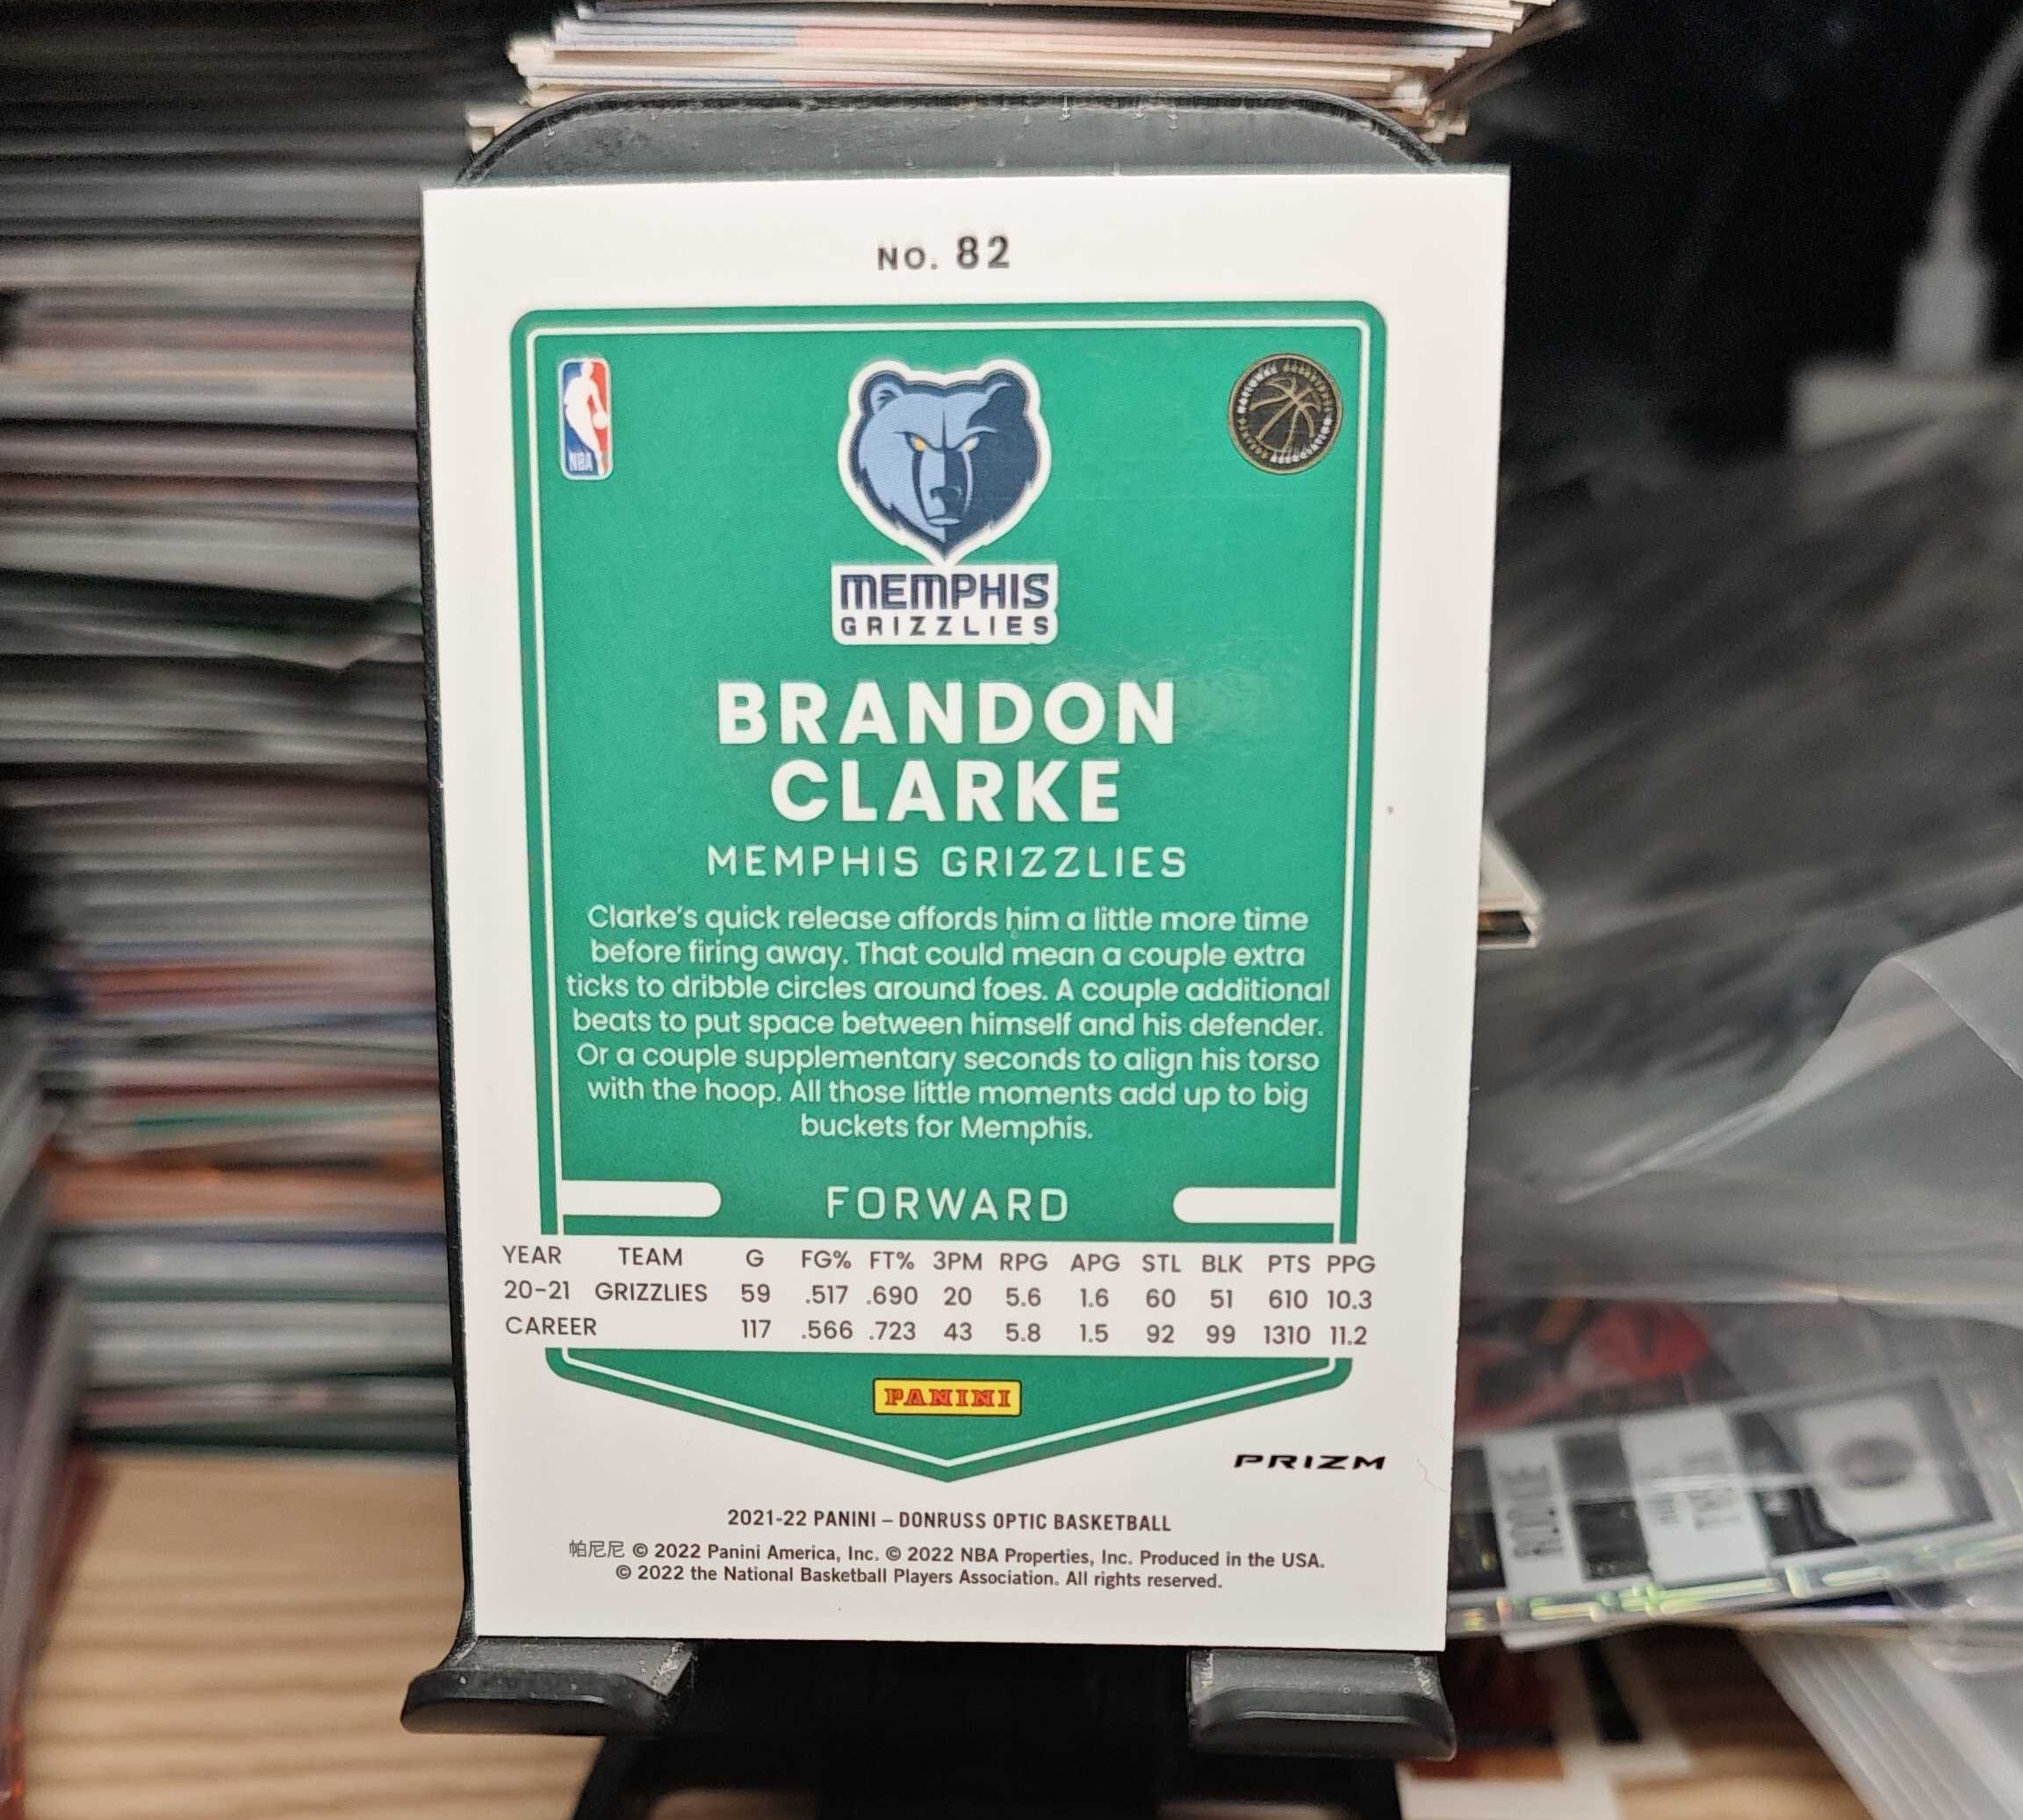 NO. 82
NBA
MEMPHIS
GRIZZLIES
BRANDON
CLARKE
MEMPHIS GRIZZLIES
Clarke's quick release affords him a little more time
before firing away. That could mean a couple extra
ticks to dribble circles around foes. A couple additional
beats to put space between himself and his defender.
Or a couple supplementary seconds to align his torso
with the hoop. All those little moments add up to big
buckets for Memphis.
FORWARD
YEAR TEAM G FG% FT% 3PM RPG APG STL BLK PTS PPG
20-21 GRIZZLIES 59 .517 .690 20 5.6 1.6 60 51 610 10.3
CAREER 117 .566 .723 43 5.8 1.5 92 99 1310 11.2
PANINI
PRIZM
2021-22 PANINI – DONRUSS OPTIC BASKETBALL
帕尼尼 © 2022 Panini America, Inc. © 2022 NBA Properties, Inc. Produced in the USA.
© 2022 the National Basketball Players Association. All rights reserved.